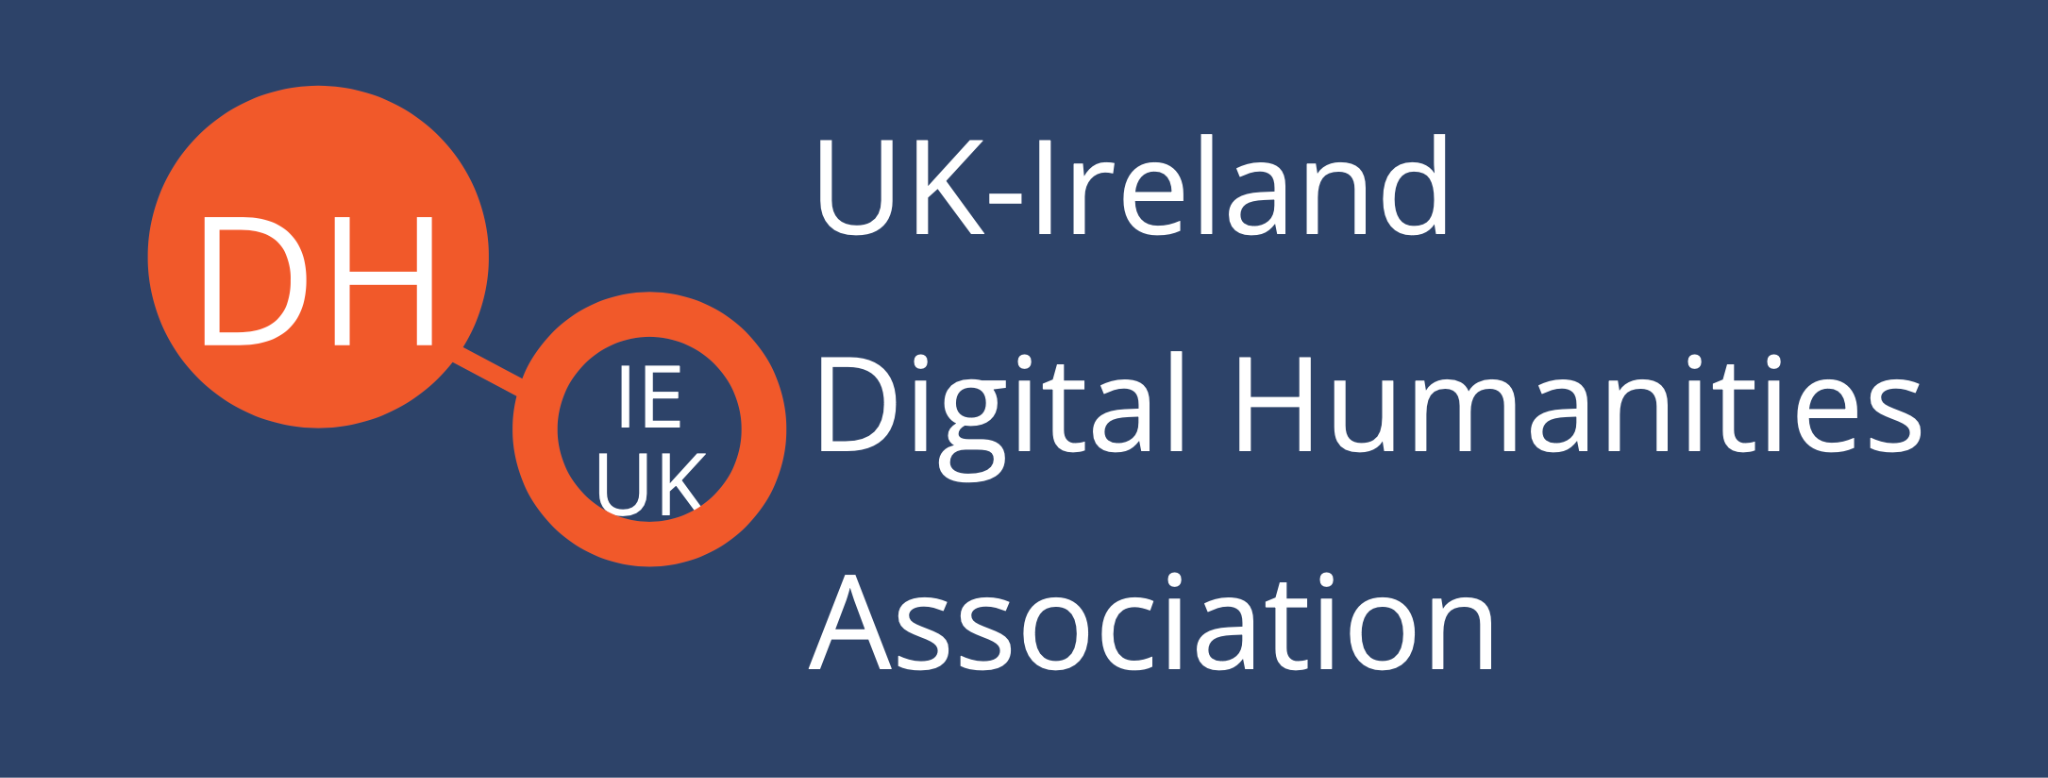 DH
IE
UK
UK-Ireland
Digital Humanities
Association